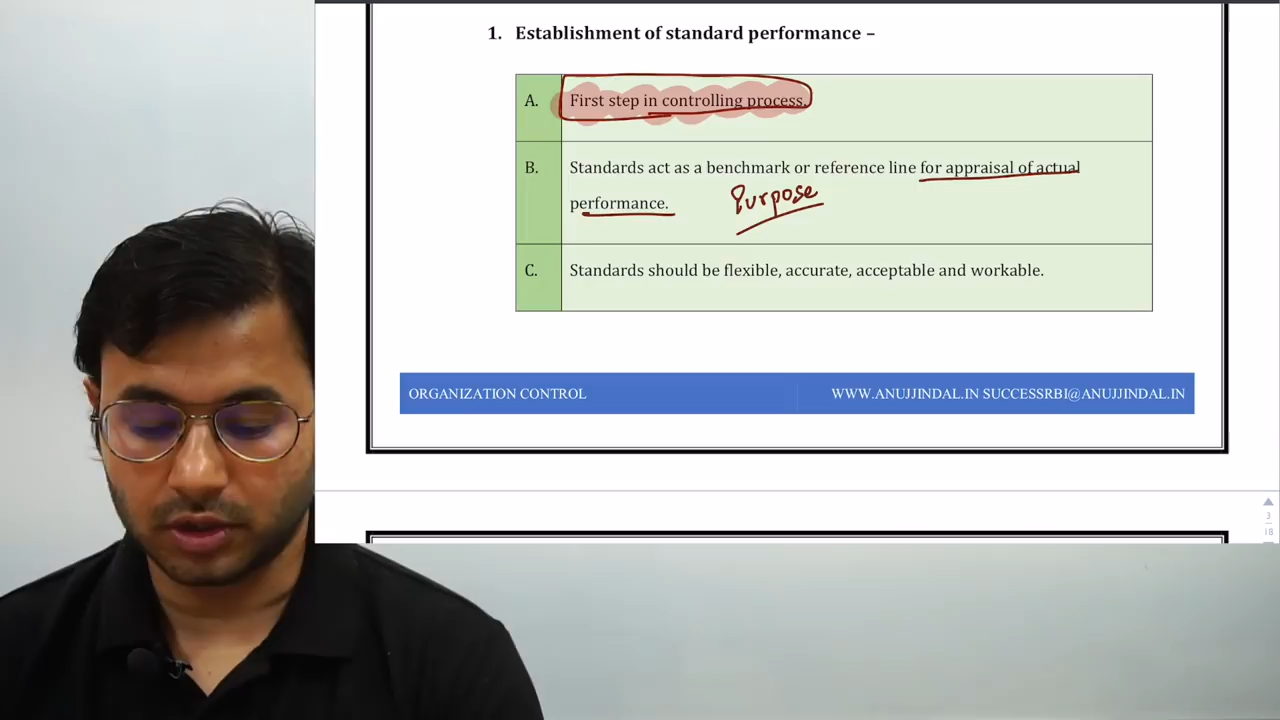 1. Establishment of standard performance –
A. First step in controlling process.
B. Standards act as a benchmark or reference line for appraisal of actual
performance. Purpose
C. Standards should be flexible, accurate, acceptable and workable.
ORGANIZATION CONTROL WWW.ANUJJINDAL.IN SUCCESSRBI@ANUJJINDAL.IN
3
18